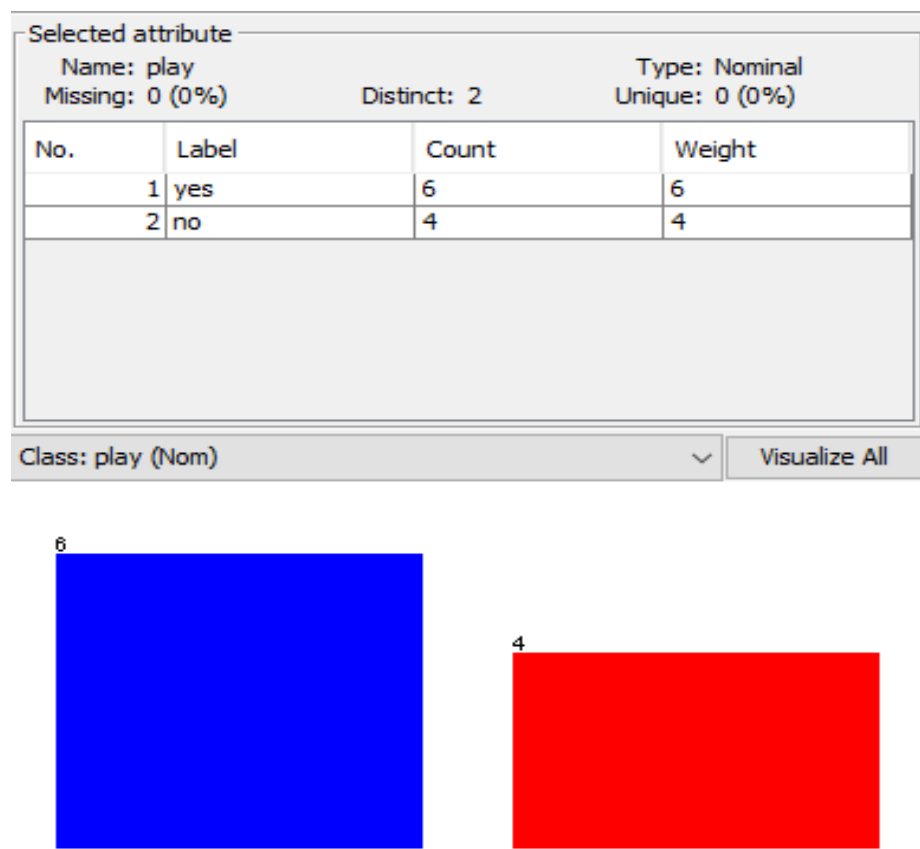 Selected attribute
Name: play Type: Nominal
Missing: 0 (0%) Distinct: 2 Unique: 0 (0%)
No. Label Count Weight
1 yes 6 6
2 no 4 4
Class: play (Nom) Visualize All
6
4